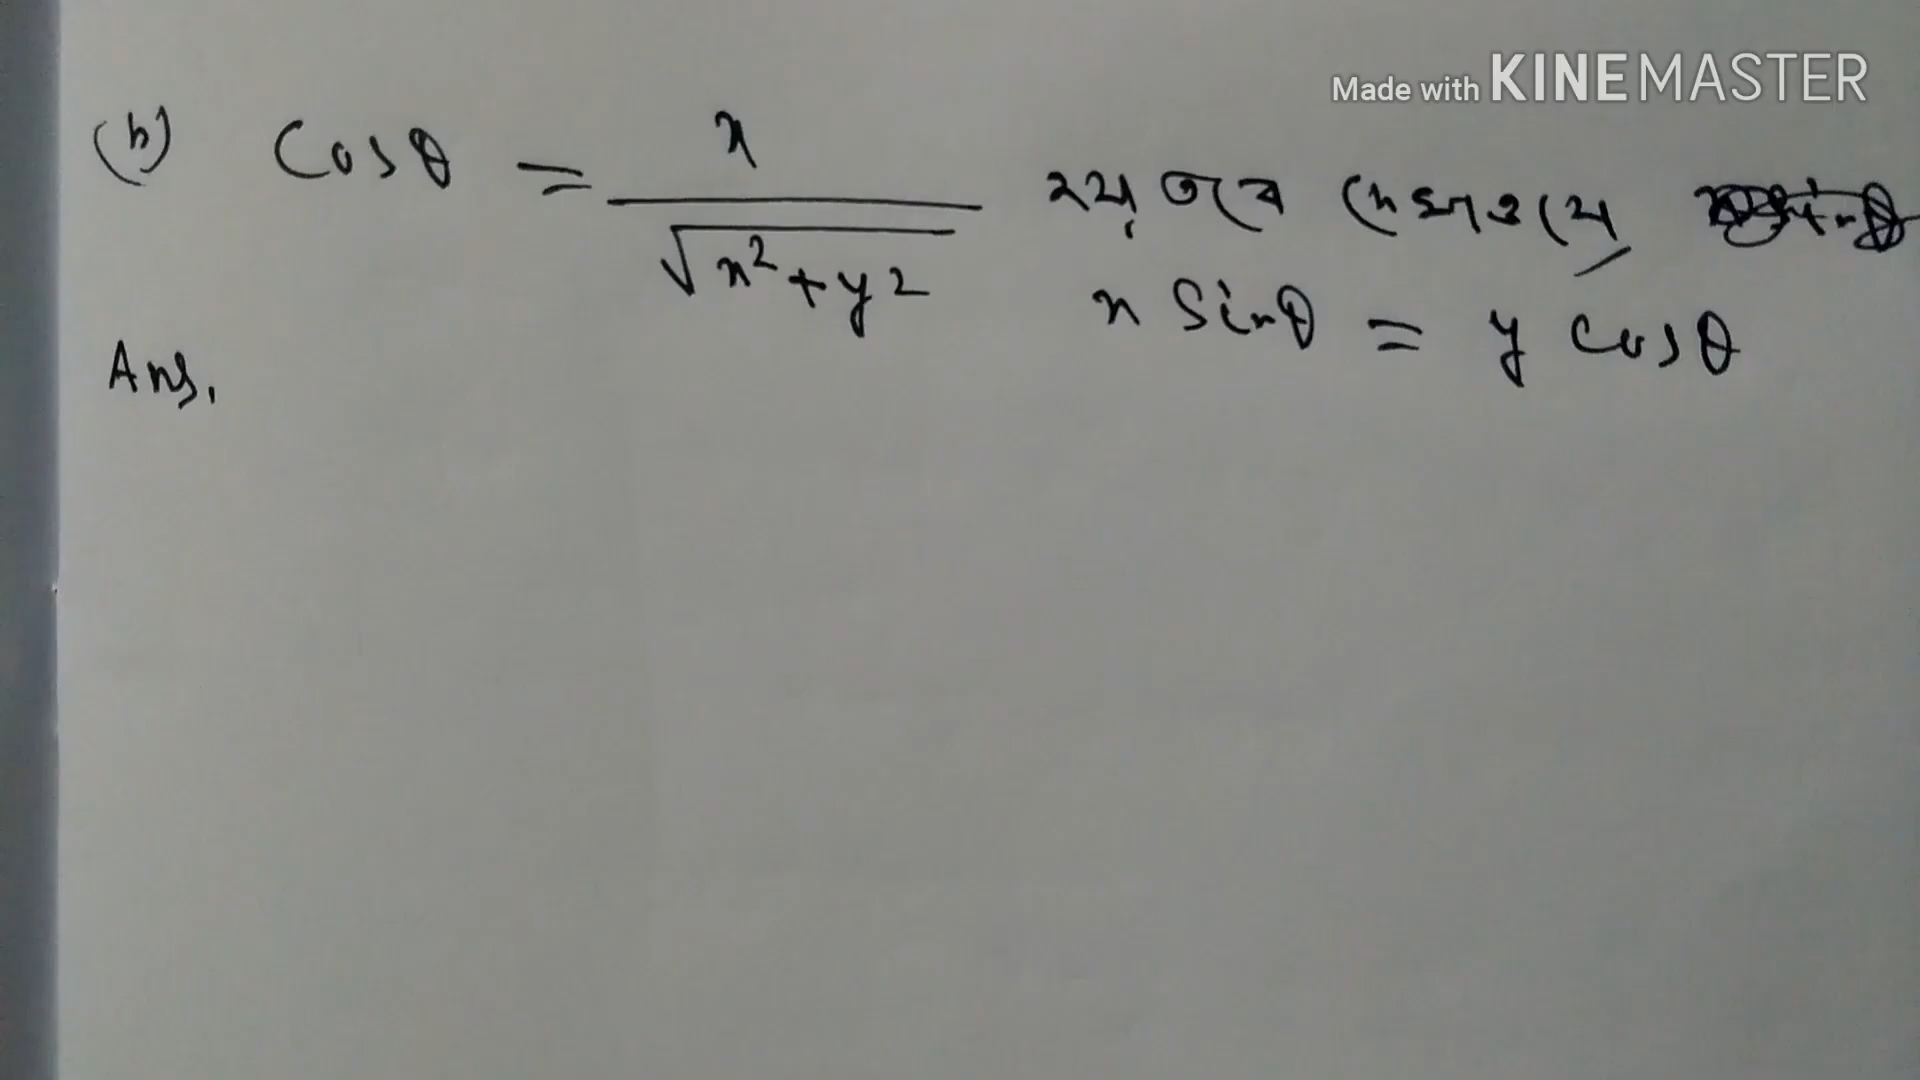 Made with KINEMASTER
(b) Cosθ = x / √x²+y² হয়, তবে দেখাও যে,
x Sinθ = y Cosθ
Ans.